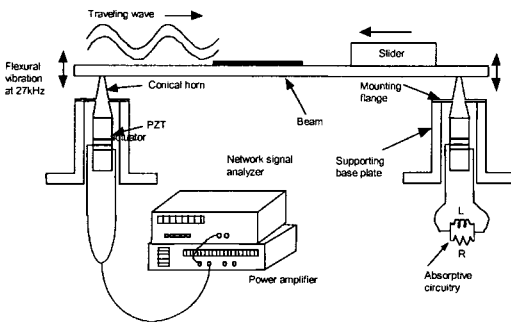 Traveling wave
Slider
Flexural
vibration
at 27kHz
Conical horn
Mounting
flange
Beam
PZT
actuator
Network signal
analyzer
Supporting
base plate
L
R
Power amplifier
Absorptive
circuitry